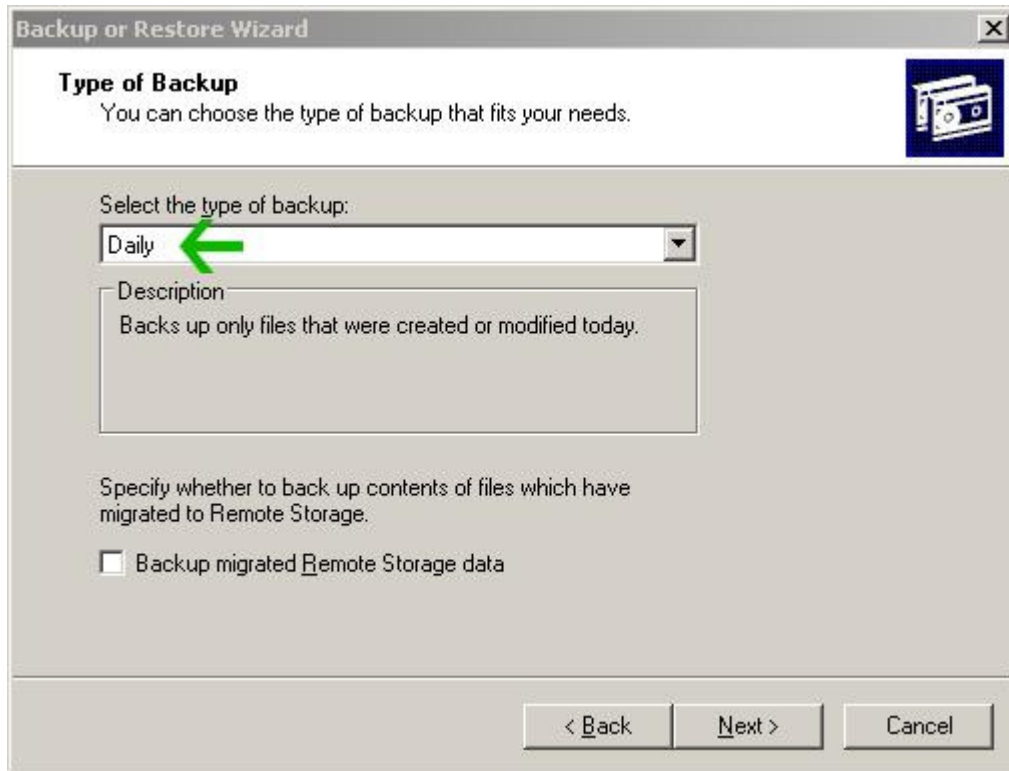 Backup or Restore Wizard
Type of Backup
You can choose the type of backup that fits your needs.
Select the type of backup:
Daily
Description
Backs up only files that were created or modified today.
Specify whether to back up contents of files which have
migrated to Remote Storage.
Backup migrated Remote Storage data
< Back
Next >
Cancel